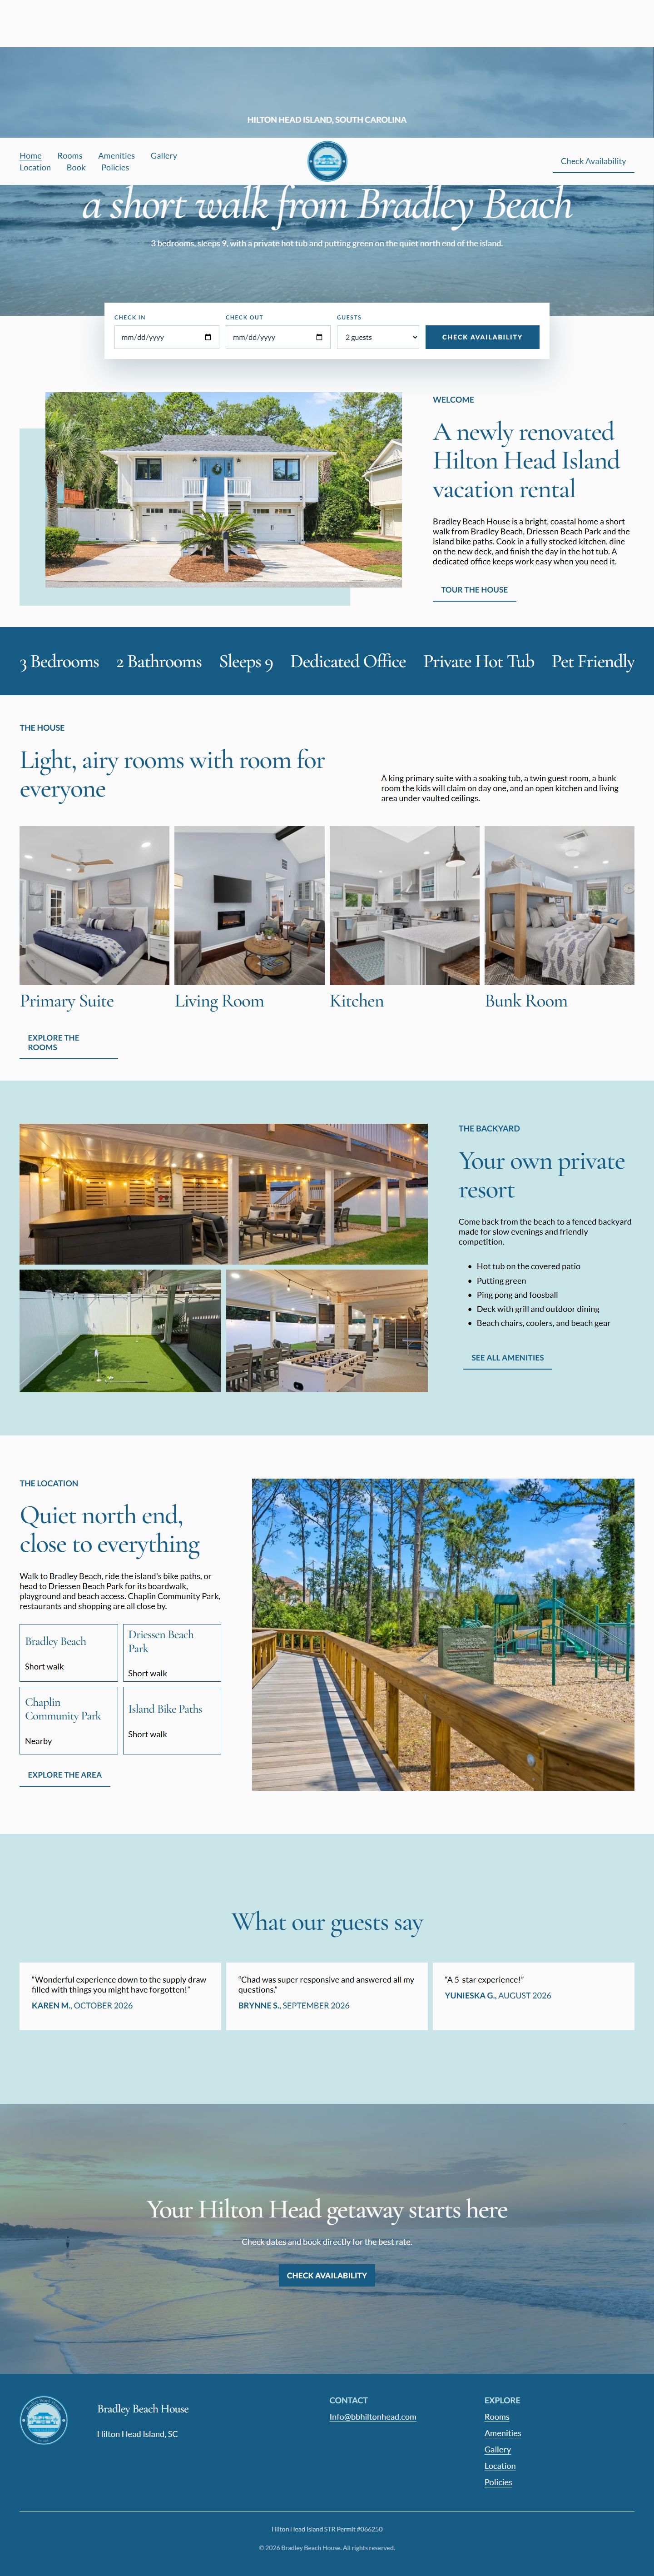 HILTON HEAD ISLAND, SOUTH CAROLINA
Home Rooms Amenities Gallery
Location Book Policies
Check Availability
a short walk from Bradley Beach
3 bedrooms, sleeps 9, with a private hot tub and putting green on the quiet north end of the island.
CHECK IN CHECK OUT GUESTS
mm/dd/yyyy mm/dd/yyyy 2 guests CHECK AVAILABILITY
WELCOME
A newly renovated
Hilton Head Island
vacation rental
Bradley Beach House is a bright, coastal home a short
walk from Bradley Beach, Driessen Beach Park and the
island bike paths. Cook in a fully stocked kitchen, dine
on the new deck, and finish the day in the hot tub. A
dedicated office keeps work easy when you need it.
TOUR THE HOUSE
3 Bedrooms 2 Bathrooms Sleeps 9 Dedicated Office Private Hot Tub Pet Friendly
THE HOUSE
Light, airy rooms with room for
everyone
A king primary suite with a soaking tub, a twin guest room, a bunk
room the kids will claim on day one, and an open kitchen and living
area under vaulted ceilings.
Primary Suite Living Room Kitchen Bunk Room
EXPLORE THE
ROOMS
THE BACKYARD
Your own private
resort
Come back from the beach to a fenced backyard
made for slow evenings and friendly
competition.
Hot tub on the covered patio
Putting green
Ping pong and foosball
Deck with grill and outdoor dining
Beach chairs, coolers, and beach gear
SEE ALL AMENITIES
THE LOCATION
Quiet north end,
close to everything
Walk to Bradley Beach, ride the island's bike paths, or
head to Driessen Beach Park for its boardwalk,
playground and beach access. Chaplin Community Park,
restaurants and shopping are all close by.
Bradley Beach
Short walk
Driessen Beach
Park
Short walk
Chaplin
Community Park
Nearby
Island Bike Paths
Short walk
EXPLORE THE AREA
What our guests say
"Wonderful experience down to the supply draw
filled with things you might have forgotten!"
KAREN M., OCTOBER 2026
"Chad was super responsive and answered all my
questions."
BRYNNE S., SEPTEMBER 2026
"A 5-star experience!"
YUNIESKA G., AUGUST 2026
Your Hilton Head getaway starts here
Check dates and book directly for the best rate.
CHECK AVAILABILITY
Bradley Beach House
Hilton Head Island, SC
CONTACT
Info@bbhiltonhead.com
EXPLORE
Rooms
Amenities
Gallery
Location
Policies
Hilton Head Island STR Permit #066250
© 2026 Bradley Beach House. All rights reserved.